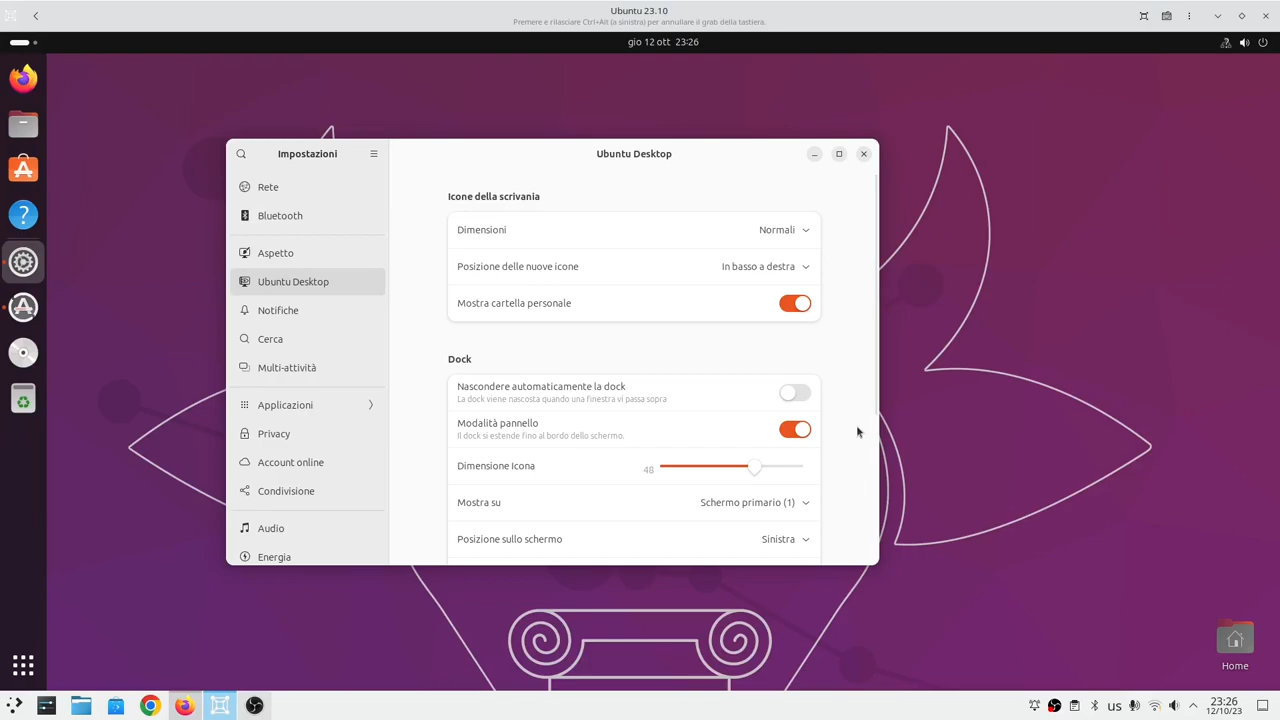 Ubuntu 23.10
Premere e rilasciare Ctrl+Alt (a sinistra) per annullare il grab della tastiera.
gio 12 ott 23:26
Impostazioni
Ubuntu Desktop
Rete
Bluetooth
Aspetto
Ubuntu Desktop
Notifiche
Cerca
Multi-attività
Applicazioni
Privacy
Account online
Condivisione
Audio
Energia
Icone della scrivania
Dimensioni Normali
Posizione delle nuove icone In basso a destra
Mostra cartella personale
Dock
Nascondere automaticamente la dock
La dock viene nascosta quando una finestra vi passa sopra
Modalità pannello
Il dock si estende fino al bordo dello schermo.
Dimensione Icona 48
Mostra su Schermo primario (1)
Posizione sullo schermo Sinistra
Home
us
23:26
12/10/23